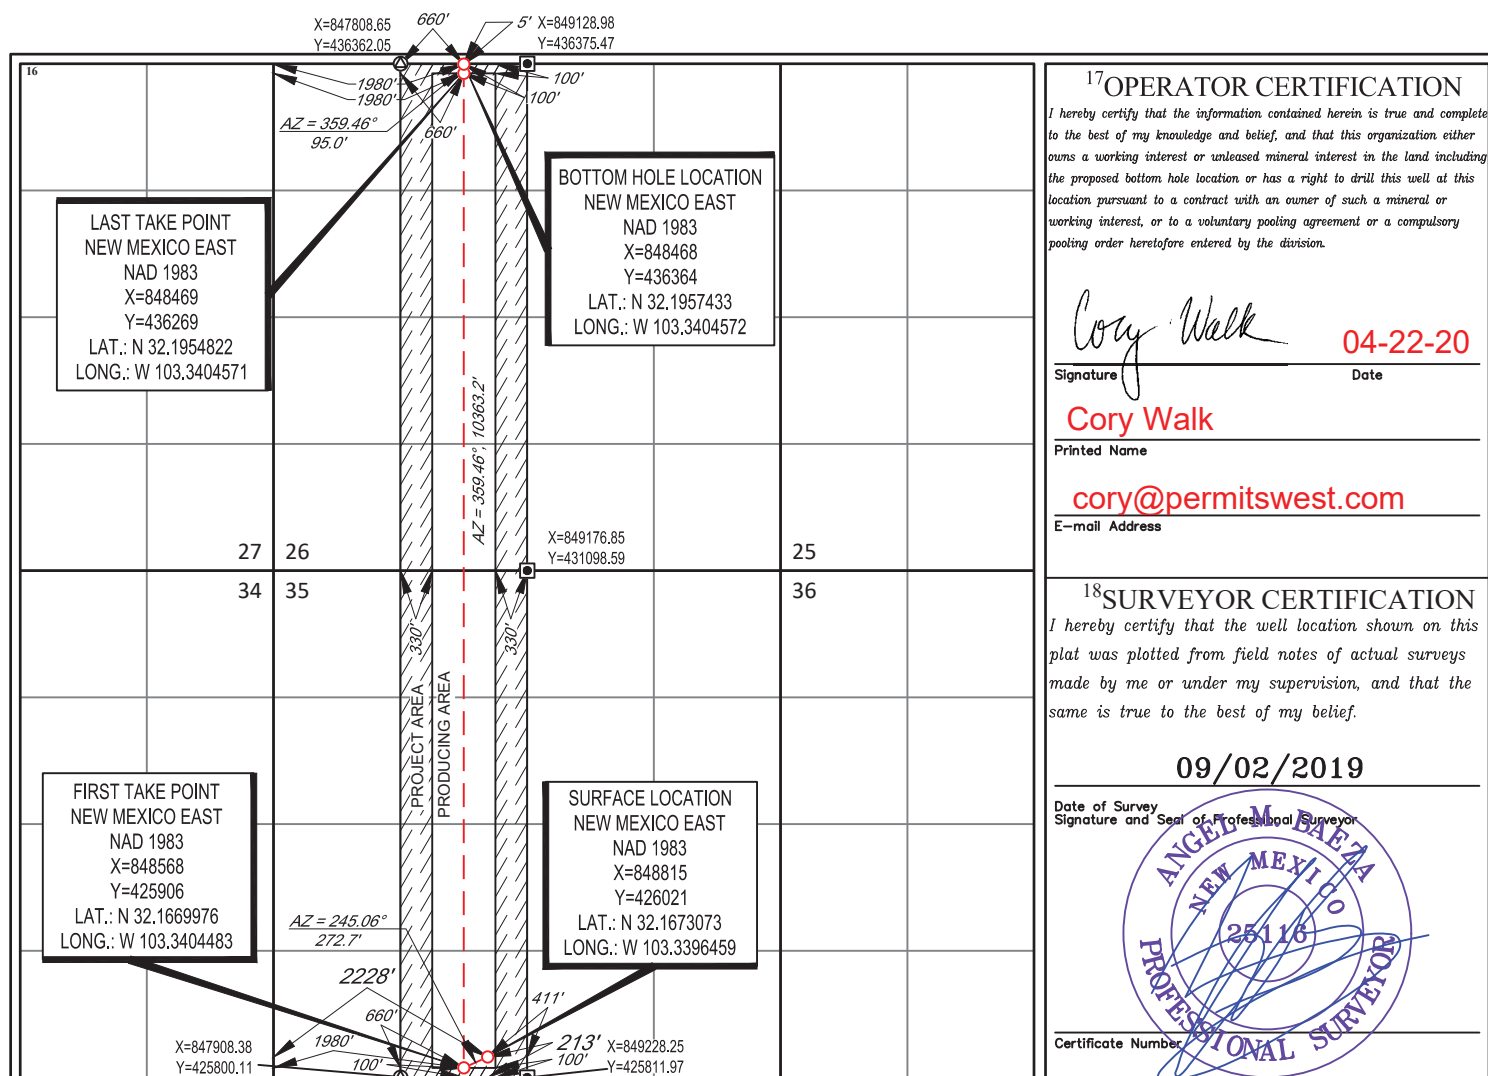 X=847808.65
Y=436362.05
660'
5'
X=849128.98
Y=436375.47
16
1980'
1980'
100'
100'
660'
AZ = 359.46°
95.0'
LAST TAKE POINT
NEW MEXICO EAST
NAD 1983
X=848469
Y=436269
LAT.: N 32.1954822
LONG.: W 103.3404571
BOTTOM HOLE LOCATION
NEW MEXICO EAST
NAD 1983
X=848468
Y=436364
LAT.: N 32.1957433
LONG.: W 103.3404572
AZ = 359.46°, 10363.2'
X=849176.85
Y=431098.59
27 26
25
34 35
36
330'
330'
PROJECT AREA
PRODUCING AREA
FIRST TAKE POINT
NEW MEXICO EAST
NAD 1983
X=848568
Y=425906
LAT.: N 32.1669976
LONG.: W 103.3404483
SURFACE LOCATION
NEW MEXICO EAST
NAD 1983
X=848815
Y=426021
LAT.: N 32.1673073
LONG.: W 103.3396459
AZ = 245.06°
272.7'
2228'
660'
411'
213'
1980'
100'
100'
X=847908.38
Y=425800.11
X=849228.25
Y=425811.97
17OPERATOR CERTIFICATION
I hereby certify that the information contained herein is true and complete
to the best of my knowledge and belief, and that this organization either
owns a working interest or unleased mineral interest in the land including
the proposed bottom hole location or has a right to drill this well at this
location pursuant to a contract with an owner of such a mineral or
working interest, or to a voluntary pooling agreement or a compulsory
pooling order heretofore entered by the division.
Cory Walk
04-22-20
Signature Date
Cory Walk
Printed Name
cory@permitswest.com
E-mail Address
18SURVEYOR CERTIFICATION
I hereby certify that the well location shown on this
plat was plotted from field notes of actual surveys
made by me or under my supervision, and that the
same is true to the best of my belief.
09/02/2019
Date of Survey
Signature and Seal of Professional Surveyor
ANGEL M. BAEZA
NEW MEXICO
25116
PROFESSIONAL SURVEYOR
Certificate Number